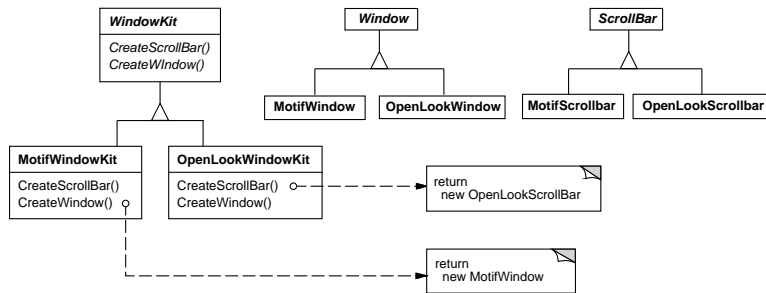 WindowKit
CreateScrollBar()
CreateWIndow()
Window
MotifWindow
OpenLookWindow
ScrollBar
MotifScrollbar
OpenLookScrollbar
MotifWindowKit
CreateScrollBar()
CreateWindow()
OpenLookWindowKit
CreateScrollBar()
CreateWindow()
return
new OpenLookScrollBar
return
new MotifWindow